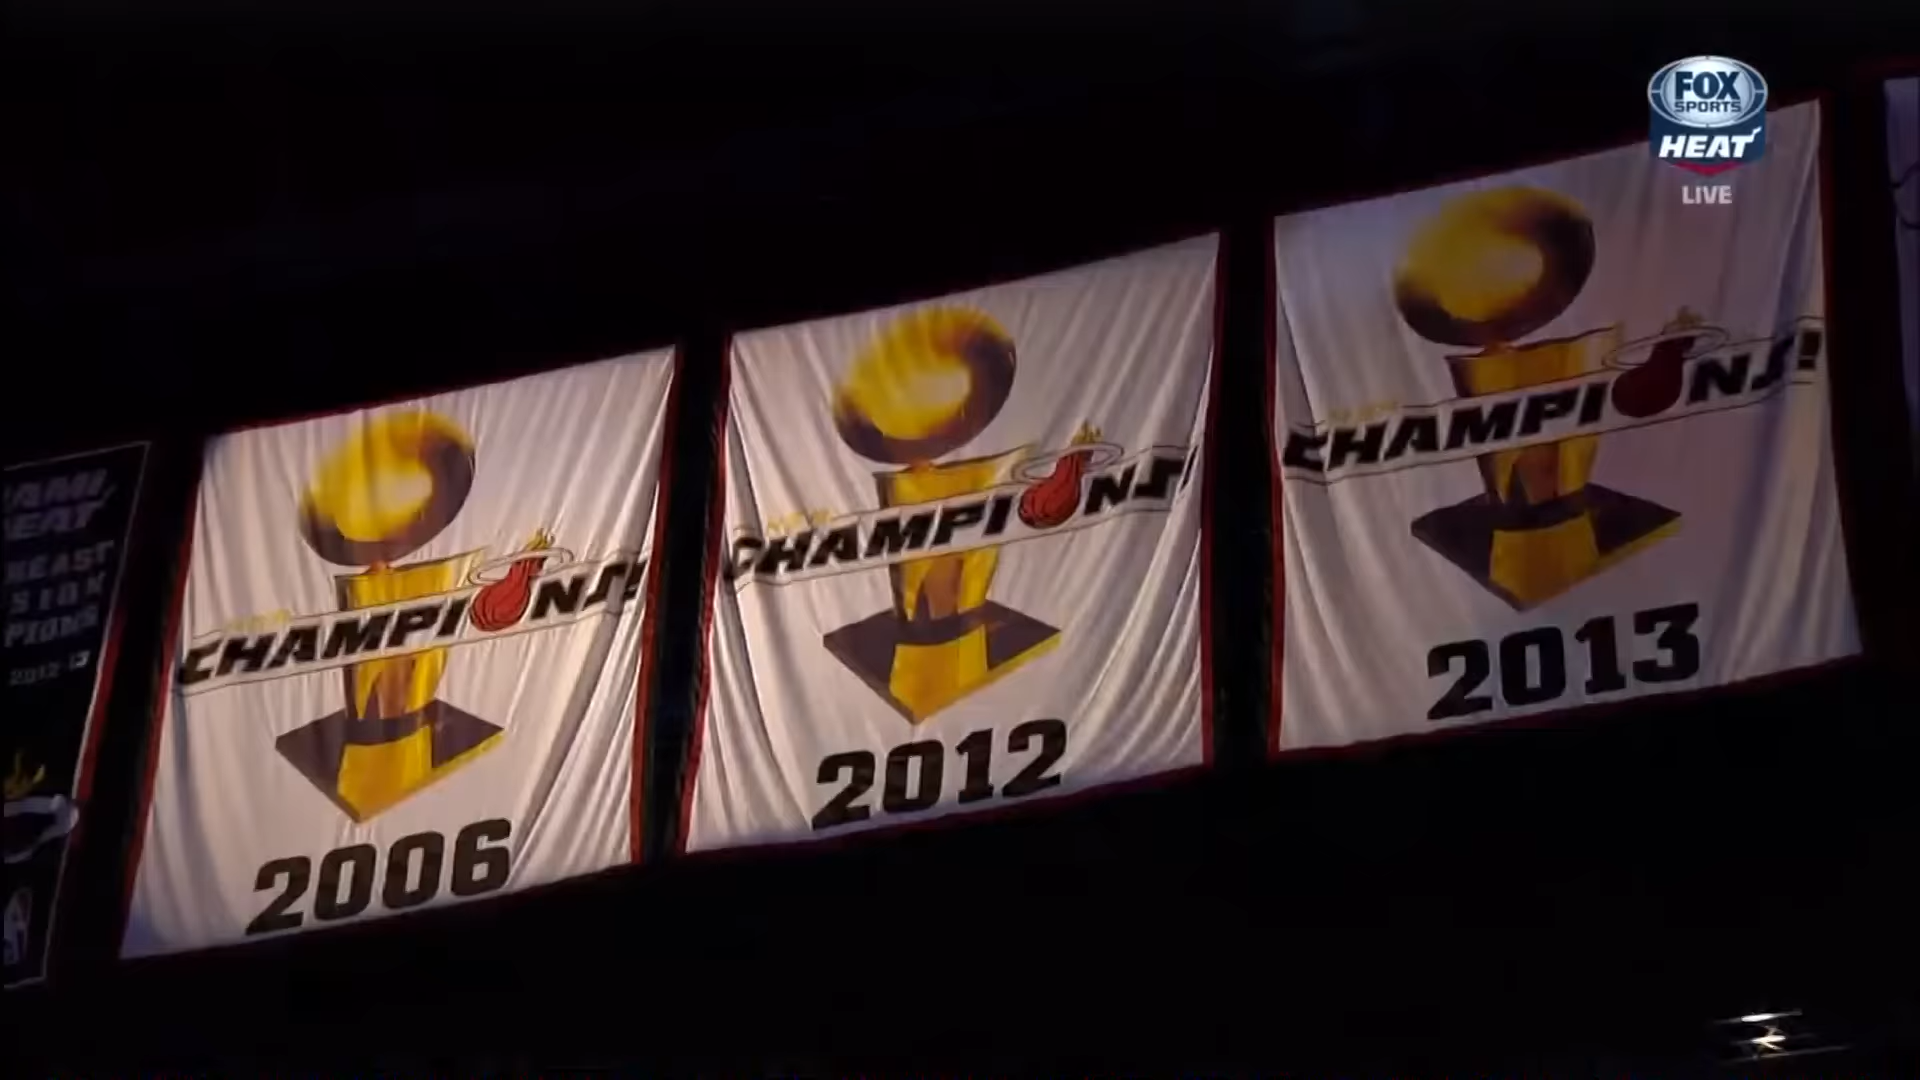 FOX
SPORTS
HEAT
LIVE
CHAMPIONS!
2006
CHAMPIONS!
2012
CHAMPIONS!
2013
2012-13